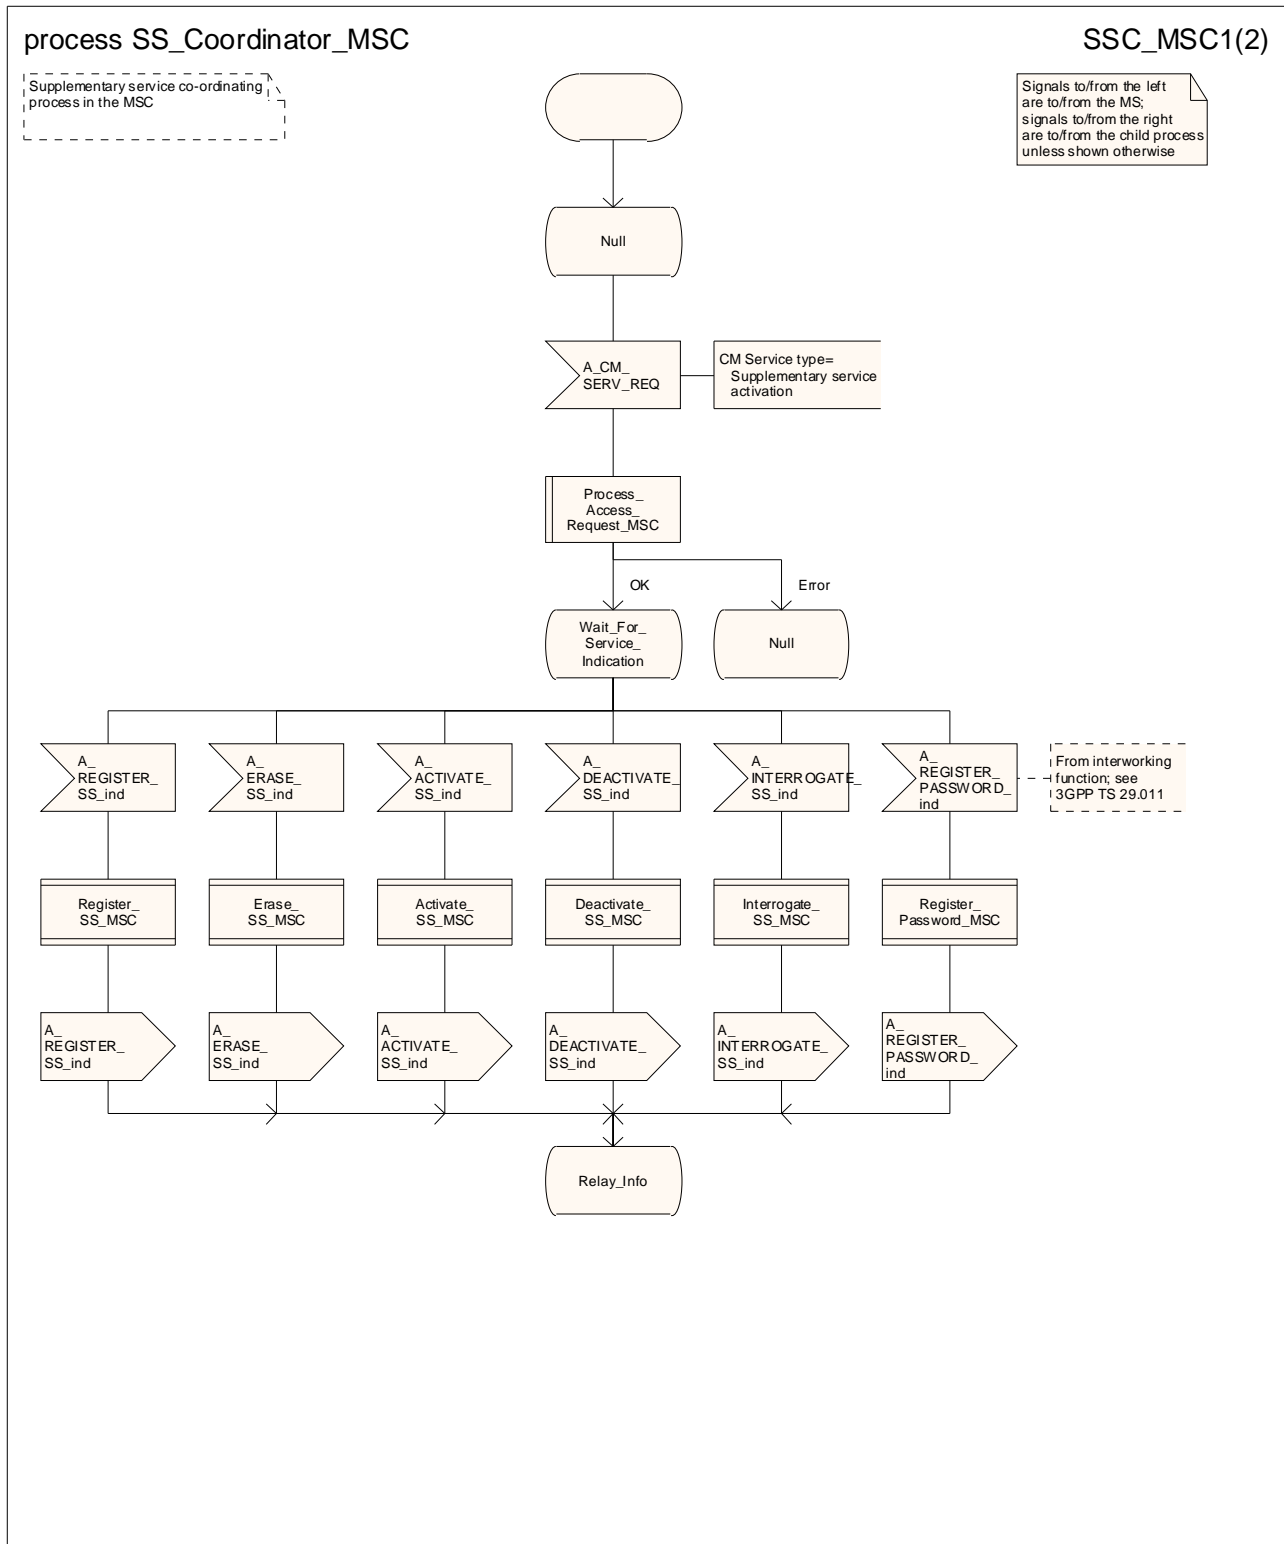 process SS_Coordinator_MSC
SSC_MSC1(2)
Supplementary service co-ordinating
process in the MSC
Signals to/from the left
are to/from the MS;
signals to/from the right
are to/from the child process
unless shown otherwise
Null
A_CM_
SERV_REQ
CM Service type=
Supplementary service
activation
Process_
Access_
Request_MSC
OK
Error
Wait_For_
Service_
Indication
Null
A_
REGISTER_
SS_ind
A_
ERASE_
SS_ind
A_
ACTIVATE_
SS_ind
A_
DEACTIVATE_
SS_ind
A_
INTERROGATE_
SS_ind
A_
REGISTER_
PASSWORD_
ind
From interworking
function; see
3GPP TS 29.011
Register_
SS_MSC
Erase_
SS_MSC
Activate_
SS_MSC
Deactivate_
SS_MSC
Interrogate_
SS_MSC
Register_
Password_MSC
A_
REGISTER_
SS_ind
A_
ERASE_
SS_ind
A_
ACTIVATE_
SS_ind
A_
DEACTIVATE_
SS_ind
A_
INTERROGATE_
SS_ind
A_
REGISTER_
PASSWORD_
ind
Relay_Info